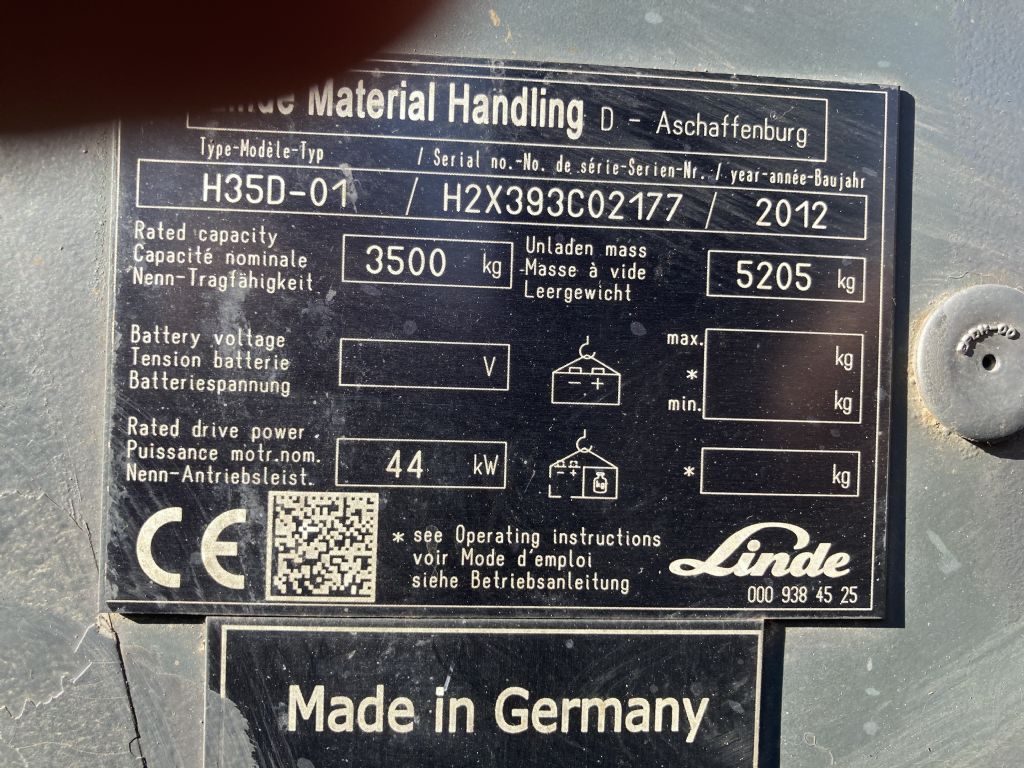 Linde Material Handling D - Aschaffenburg
Type-Modèle-Typ / Serial no.-No. de série-Serien-Nr. / year-année-Baujahr
H35D-01 / H2X393C02177 / 2012
Rated capacity
Capacité nominale
Nenn-Tragfähigkeit
3500 kg
Unladen mass
Masse à vide
Leergewicht
5205 kg
Battery voltage
Tension batterie
Batteriespannung
V
- +
max. kg
*
min. kg
Rated drive power
Puissance motr.nom.
Nenn-Antriebsleist.
44 kW
- + kg
* kg
CE
* see Operating instructions
voir Mode d'emploi
siehe Betriebsanleitung
Linde
000 938 45 25
Made in Germany